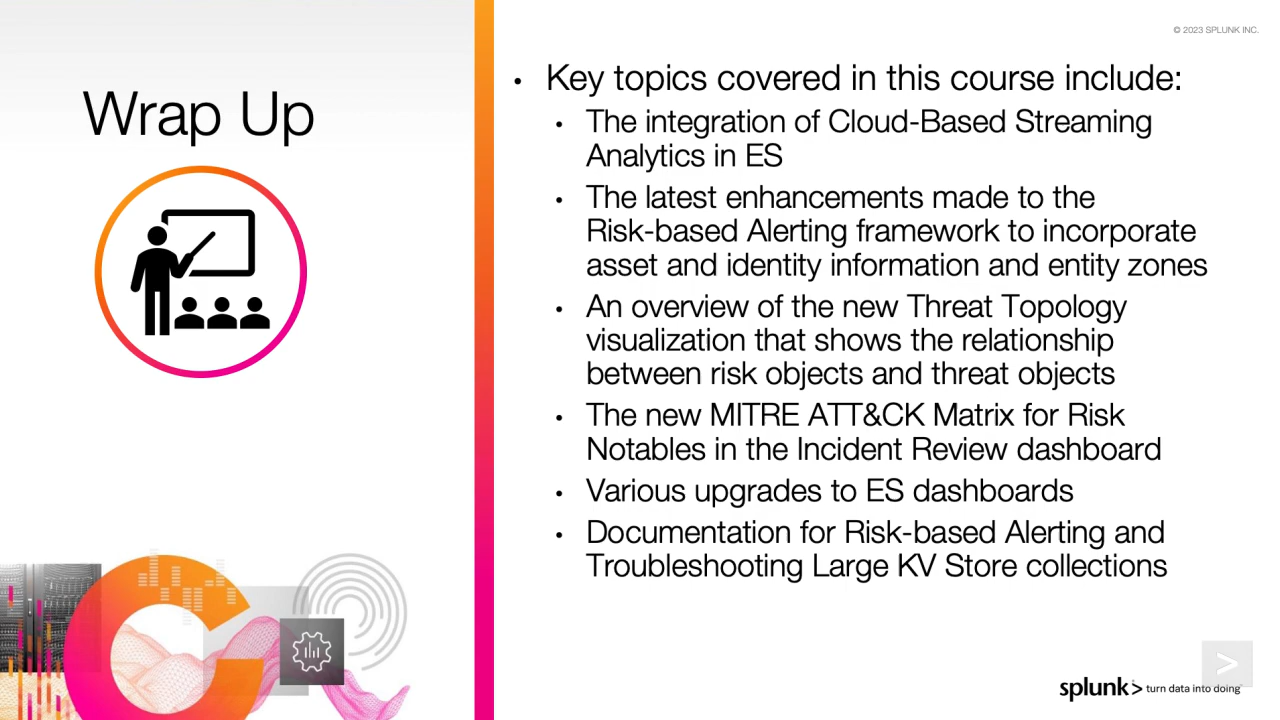 © 2023 SPLUNK INC.
Wrap Up
• Key topics covered in this course include:
• The integration of Cloud-Based Streaming
Analytics in ES
• The latest enhancements made to the
Risk-based Alerting framework to incorporate
asset and identity information and entity zones
• An overview of the new Threat Topology
visualization that shows the relationship
between risk objects and threat objects
• The new MITRE ATT&CK Matrix for Risk
Notables in the Incident Review dashboard
• Various upgrades to ES dashboards
• Documentation for Risk-based Alerting and
Troubleshooting Large KV Store collections
>
splunk> turn data into doing